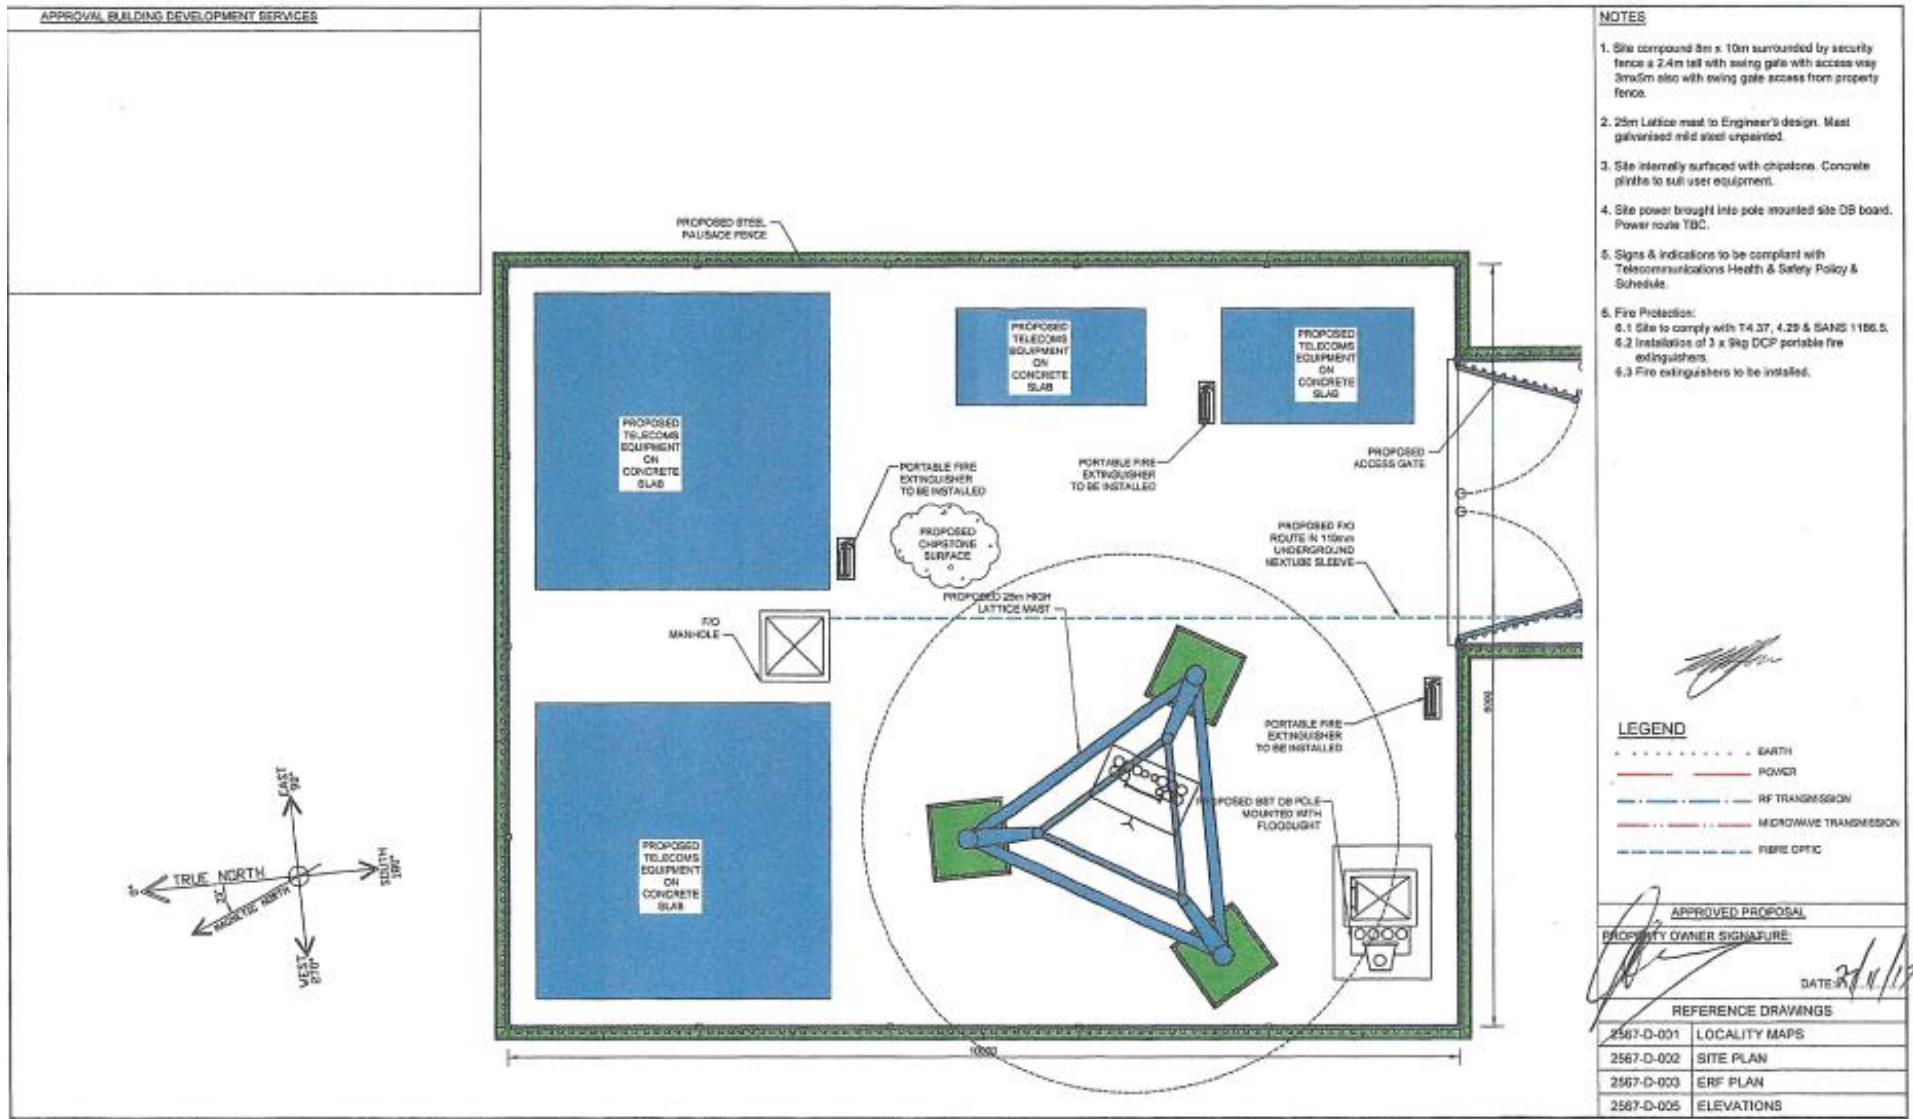 APPROVAL BUILDING DEVELOPMENT SERVICES
PROPOSED STEEL
PALISADE FENCE
PROPOSED
TELECOMS
EQUIPMENT
ON
CONCRETE
SLAB
PROPOSED
TELECOMS
EQUIPMENT
ON
CONCRETE
SLAB
PROPOSED
TELECOMS
EQUIPMENT
ON
CONCRETE
SLAB
PROPOSED
ACCESS GATE
PORTABLE FIRE
EXTINGUISHER
TO BE INSTALLED
PORTABLE FIRE
EXTINGUISHER
TO BE INSTALLED
PROPOSED
CHIPSTONE
SURFACE
PROPOSED F/O
ROUTE IN 110mm
UNDERGROUND
NEXTUBE SLEEVE
PROPOSED 25m HIGH
LATTICE MAST
F/O
MANHOLE
PORTABLE FIRE
EXTINGUISHER
TO BE INSTALLED
8000
PROPOSED BST DB POLE
MOUNTED WITH
FLOODLIGHT
PROPOSED
TELECOMS
EQUIPMENT
ON
CONCRETE
SLAB
10000
EAST
90°
TRUE NORTH
0°
MAGNETIC NORTH
SOUTH
180°
WEST
270°
NOTES
1. Site compound 8m x 10m surrounded by security
fence a 2.4m tall with swing gate with access way
3mx5m also with swing gate access from property
fence.
2. 25m Lattice mast to Engineer's design. Mast
galvanised mild steel unpainted.
3. Site internally surfaced with chipstone. Concrete
plinths to suit user equipment.
4. Site power brought into pole mounted site DB board.
Power route TBC.
5. Signs & indications to be compliant with
Telecommunications Health & Safety Policy &
Schedule.
6. Fire Protection:
6.1 Site to comply with T4.37, 4.29 & SANS 1186.5.
6.2 Installation of 3 x 9kg DCP portable fire
extinguishers.
6.3 Fire extinguishers to be installed.
LEGEND
EARTH
POWER
RF TRANSMISSION
MICROWAVE TRANSMISSION
FIBRE OPTIC
APPROVED PROPOSAL
PROPERTY OWNER SIGNATURE:
DATE:
REFERENCE DRAWINGS
2567-D-001 LOCALITY MAPS
2567-D-002 SITE PLAN
2567-D-003 ERF PLAN
2567-D-005 ELEVATIONS